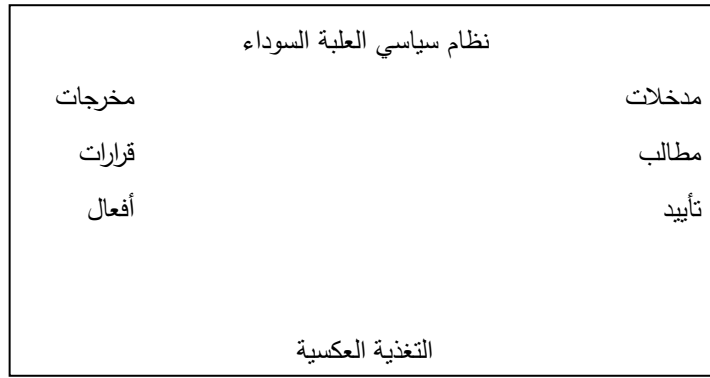 نظام سياسي العلبة السوداء
مدخلات مخرجات
مطالب قرارات
تأييد أفعال
التغذية العكسية